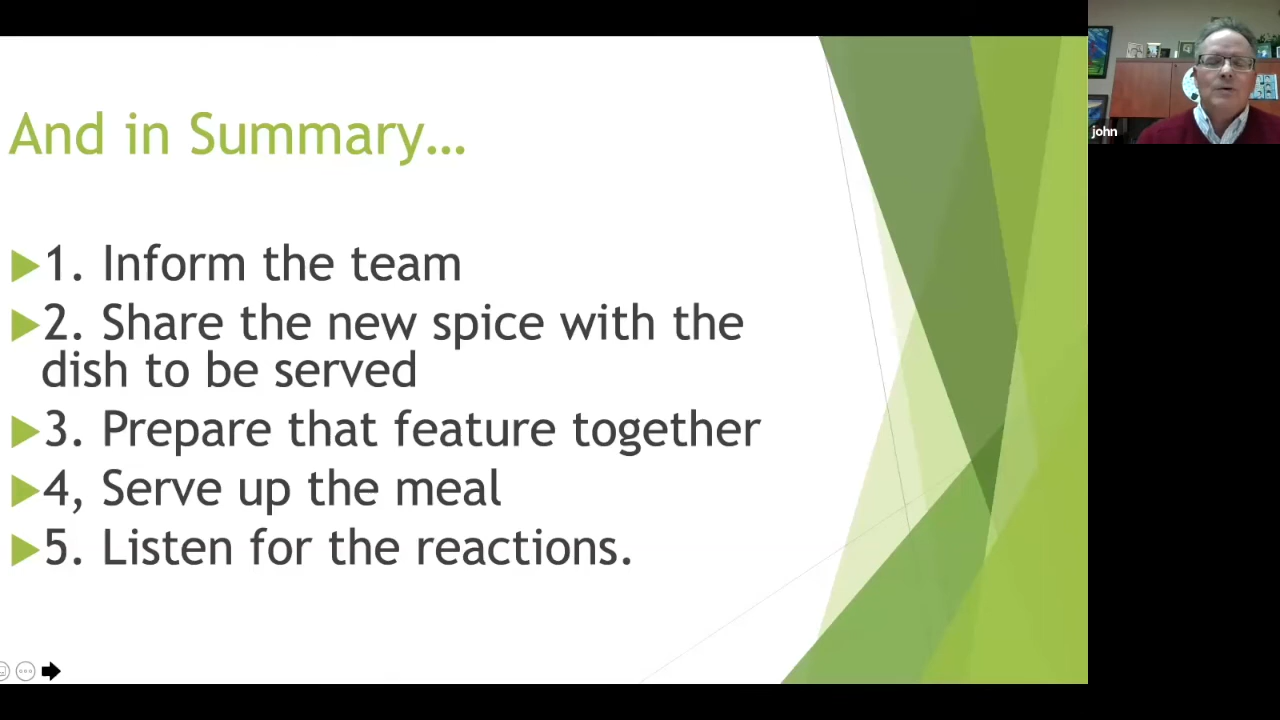 And in Summary…
1. Inform the team
2. Share the new spice with the
dish to be served
3. Prepare that feature together
4, Serve up the meal
5. Listen for the reactions.
john